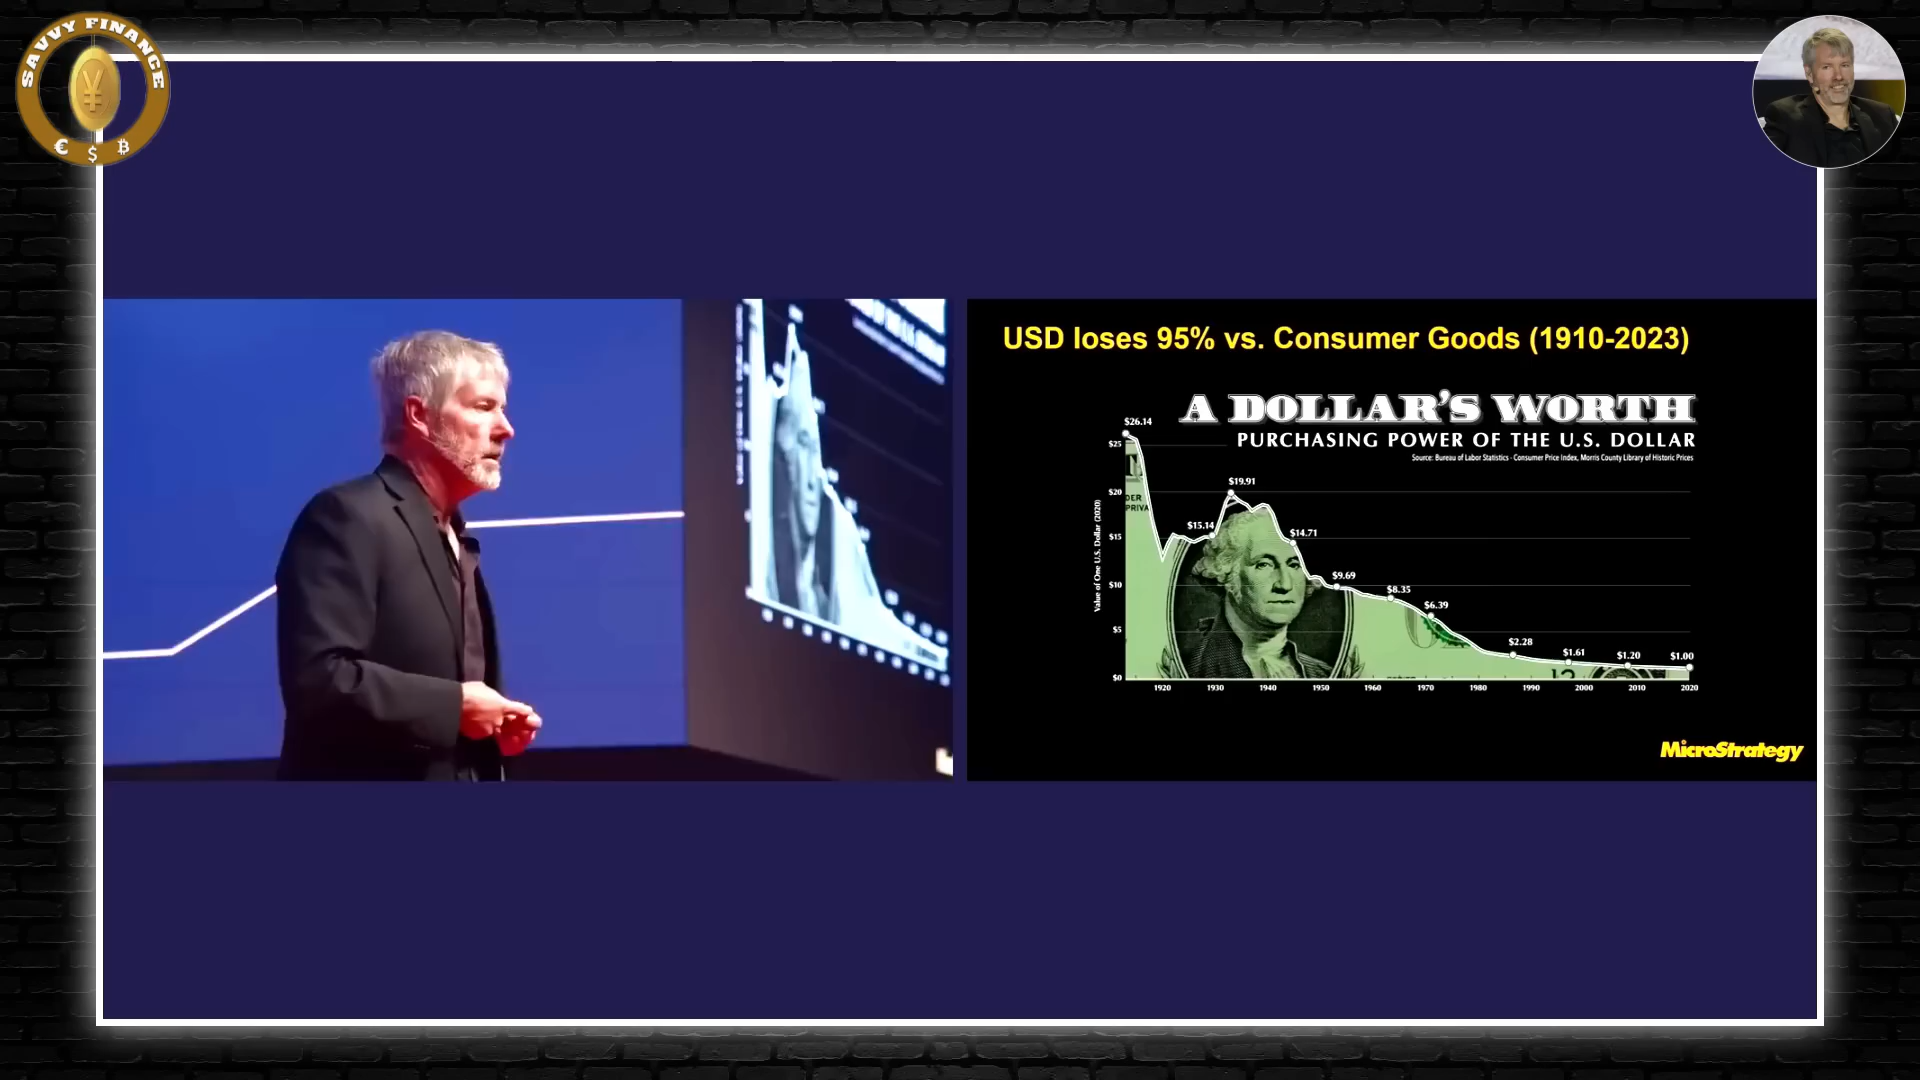 SAVVY FINANCE
¥
€ $ ₿
USD loses 95% vs. Consumer Goods (1910-2023)
A DOLLAR'S WORTH
PURCHASING POWER OF THE U.S. DOLLAR
Source: Bureau of Labor Statistics - Consumer Price Index, Morris County Library of Historic Prices
Value of One U.S. Dollar (2020)
$26.14
$25
$20
$15
$10
$5
$0
DER
PRIVA
$15.14
$19.91
$14.71
$9.69
$8.35
$6.39
$2.28
$1.61
$1.20
$1.00
12
1920 1930 1940 1950 1960 1970 1980 1990 2000 2010 2020
MicroStrategy